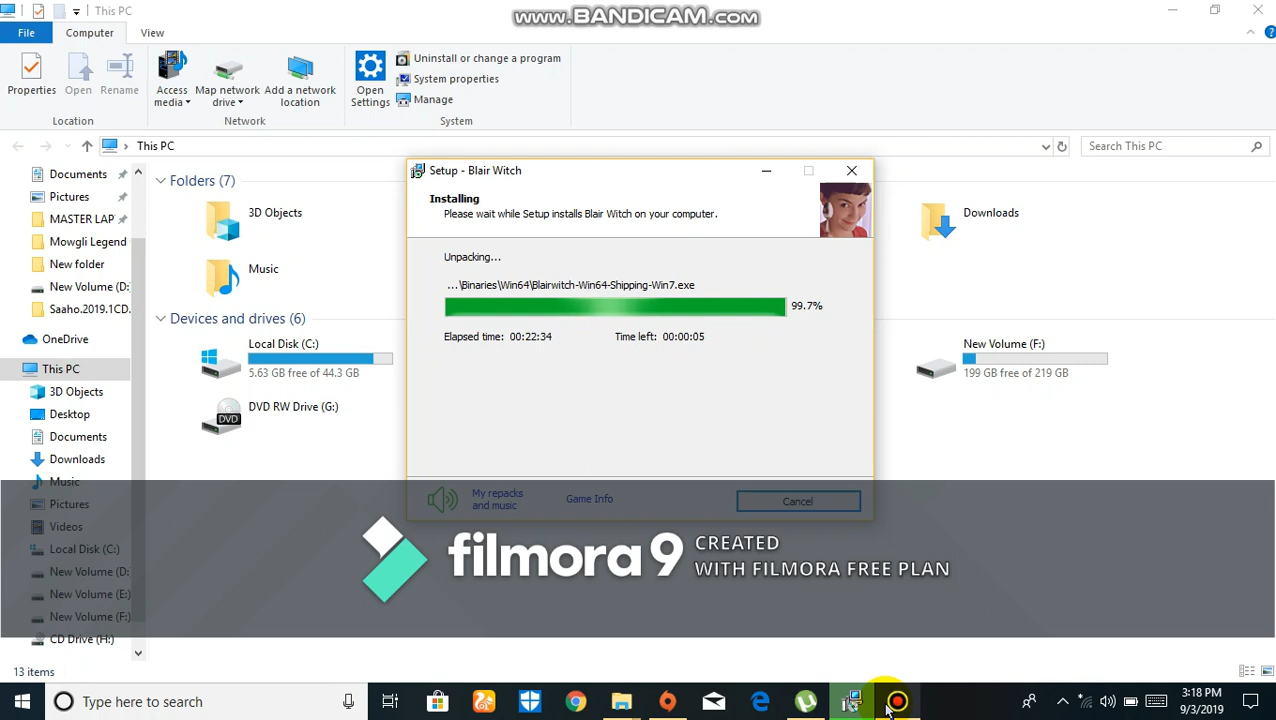 This PC
www.BANDICAM.com
File
Computer
View
Properties
Open
Rename
Access media
Map network drive
Add a network location
Open Settings
Uninstall or change a program
System properties
Manage
Location
Network
System
This PC
Search This PC
Documents
Pictures
MASTER LAP
Mowgli Legend
New folder
New Volume (D:
Saaho.2019.1CD.
OneDrive
This PC
3D Objects
Desktop
Documents
Downloads
Music
Pictures
Videos
Local Disk (C:)
New Volume (D:
New Volume (E:)
New Volume (F:)
CD Drive (H:)
Folders (7)
3D Objects
Downloads
Music
Devices and drives (6)
Local Disk (C:)
5.63 GB free of 44.3 GB
New Volume (F:)
199 GB free of 219 GB
DVD RW Drive (G:)
DVD
Setup - Blair Witch
Installing
Please wait while Setup installs Blair Witch on your computer.
Unpacking...
...\Binaries\Win64\Blairwitch-Win64-Shipping-Win7.exe
99.7%
Elapsed time: 00:22:34
Time left: 00:00:05
My repacks and music
Game Info
Cancel
filmora 9
CREATED
WITH FILMORA FREE PLAN
13 items
Type here to search
3:18 PM
9/3/2019